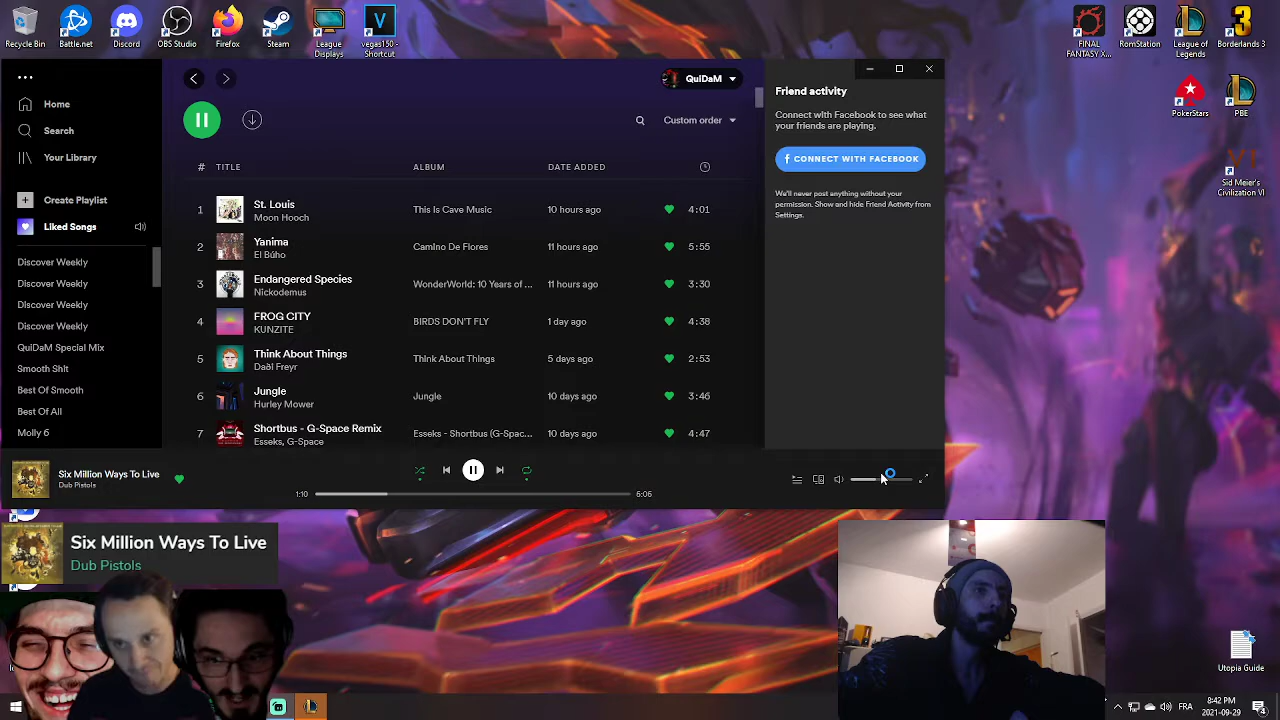 Recycle Bin
Battle.net
Discord
OBS Studio
Firefox
Steam
League Displays
vegas150 - Shortcut
FINAL FANTASY X...
RomStation
League of Legends
Borderlands 3
PokerStars
PBE
Sid Meier's Civilization VI
Utopia Guide
Home
Search
Your Library
Create Playlist
Liked Songs
Discover Weekly
Discover Weekly
Discover Weekly
Discover Weekly
QuiDaM Special Mix
Smooth Sh!t
Best Of Smooth
Best Of All
Molly 6
QuiDaM
Custom order
# TITLE ALBUM DATE ADDED
1 St. Louis This Is Cave Music 10 hours ago 4:01
Moon Hooch
2 Yanima Camino De Flores 11 hours ago 5:55
El Búho
3 Endangered Species WonderWorld: 10 Years of ... 11 hours ago 3:30
Nickodemus
4 FROG CITY BIRDS DON'T FLY 1 day ago 4:38
KUNZITE
5 Think About Things Think About Things 5 days ago 2:53
Daði Freyr
6 Jungle Jungle 10 days ago 3:46
Hurley Mower
7 Shortbus - G-Space Remix Esseks - Shortbus (G-Spac... 10 days ago 4:47
Esseks, G-Space
Friend activity
Connect with Facebook to see what
your friends are playing.
f CONNECT WITH FACEBOOK
We'll never post anything without your
permission. Show and hide Friend Activity from
Settings.
Six Million Ways To Live
Dub Pistols
1:10 6:06
Six Million Ways To Live
Dub Pistols
FRA
8:42 PM
2021-09-29